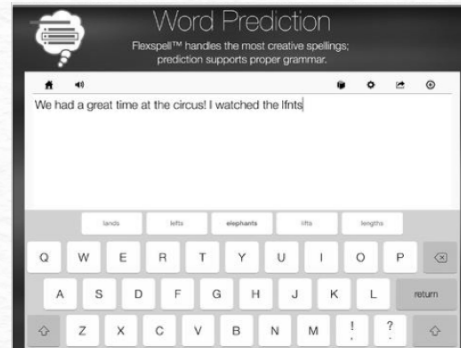 Word Prediction
Flexspell™ handles the most creative spellings;
prediction supports proper grammar.
We had a great time at the circus! I watched the lfnts
lands lefts elephants lifts lengths
Q W E R T Y U I O P
A S D F G H J K L return
Z X C V B N M ! , ? .